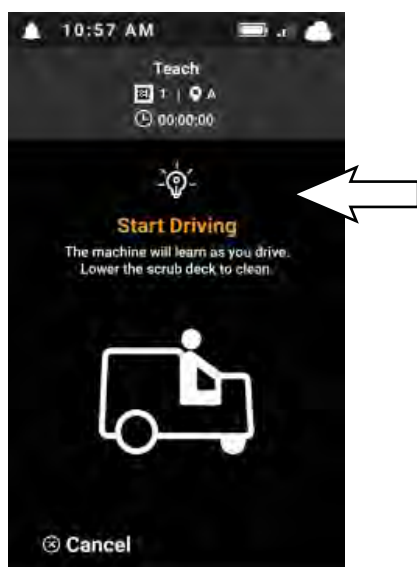 10:57 AM
Teach
1 | A
00:00:00
Start Driving
The machine will learn as you drive.
Lower the scrub deck to clean.
Cancel